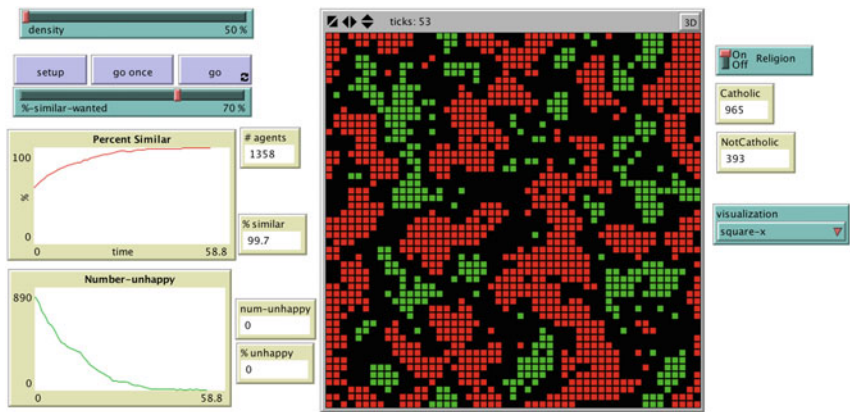 density 50 %
setup
go once
go
%-similar-wanted 70 %
Percent Similar
100
%
0
0 time 58.8
# agents
1358
% similar
99.7
Number-unhappy
890
0
0 58.8
num-unhappy
0
% unhappy
0
ticks: 53
3D
On
Off Religion
Catholic
965
NotCatholic
393
visualization
square-x